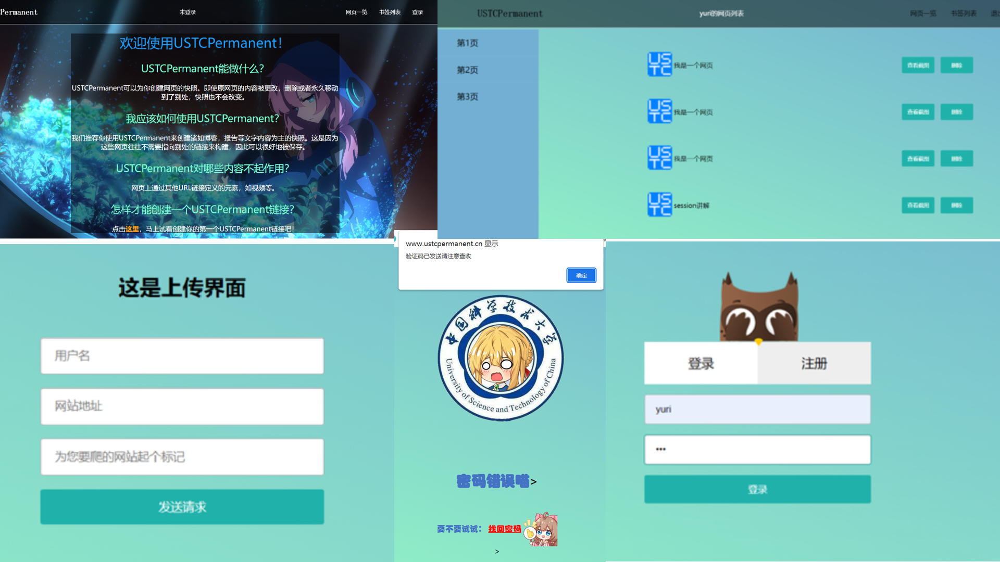 Permanent
未登录
网页一览
书签列表
登录
欢迎使用USTCPermanent!
USTCPermanent能做什么?
USTCPermanent可以为你创建网页的快照。即使原网页的内容被更改，删除或者永久移动
到了别处，快照也不会改变。
我应该如何使用USTCPermanent?
我们推荐你使用USTCPermanent来创建诸如博客，报告等文字内容为主的快照。这是因为
这些网页往往不需要指向别处的链接来构建，因此可以很好地被保存。
USTCPermanent对哪些内容不起作用?
网页上通过其他URL链接定义的元素，如视频等。
怎样才能创建一个USTCPermanent链接?
点击这里，马上试着创建你的第一个USTCPermanent链接吧!
USTCPermanent
yuri的网页列表
网页一览
书签列表
退出
第1页
第2页
第3页
USTC
我是一个网页
查看截图
删除
USTC
我是一个网页
查看截图
删除
USTC
我是一个网页
查看截图
删除
USTC
session讲解
查看截图
删除
这是上传界面
用户名
网站地址
为您要爬的网站起个标记
发送请求
www.ustcpermanent.cn 显示
验证码已发送请注意查收
确定
中国科学技术大学
University of Science and Technology of China
密码错误喵>
要不要试试：找回密码
>
登录
注册
yuri
•••
登录